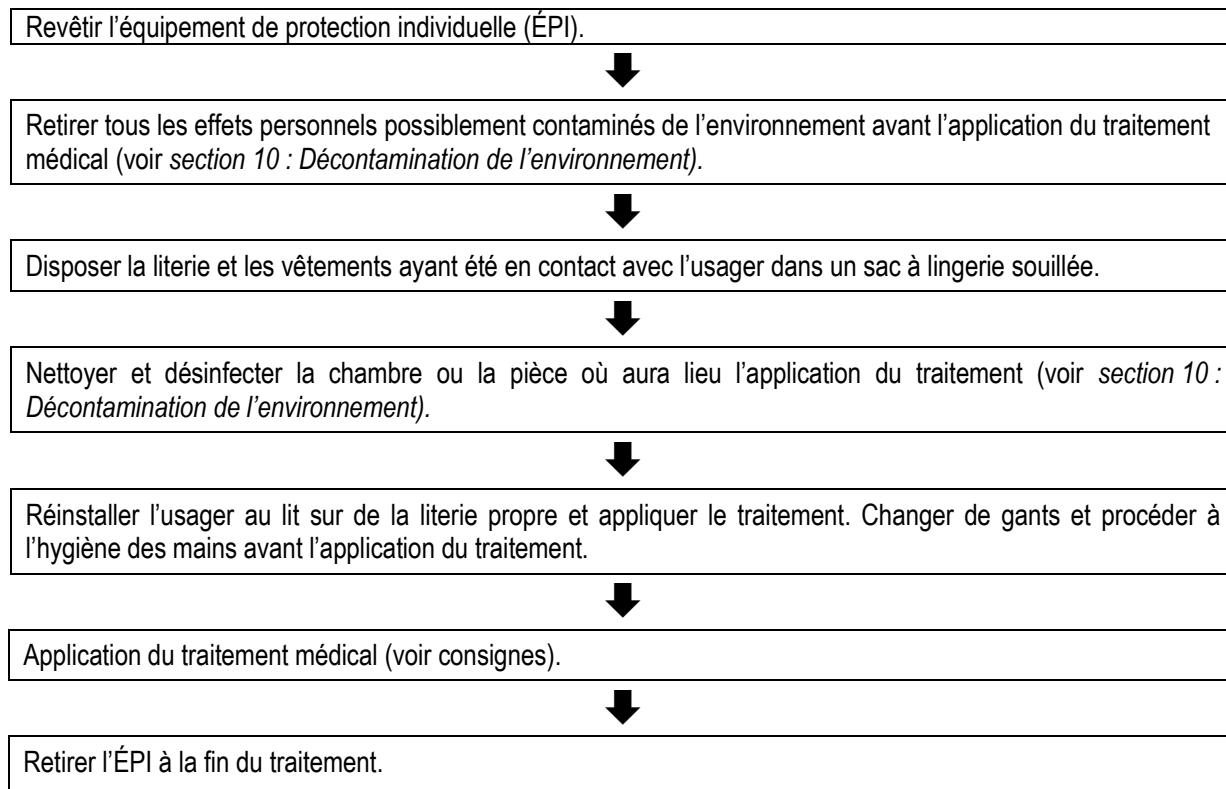 Revêtir l’équipement de protection individuelle (ÉPI).
Retirer tous les effets personnels possiblement contaminés de l’environnement avant l’application du traitement
médical (voir section 10 : Décontamination de l’environnement).
Disposer la literie et les vêtements ayant été en contact avec l’usager dans un sac à lingerie souillée.
Nettoyer et désinfecter la chambre ou la pièce où aura lieu l’application du traitement (voir section 10 :
Décontamination de l’environnement).
Réinstaller l’usager au lit sur de la literie propre et appliquer le traitement. Changer de gants et procéder à
l’hygiène des mains avant l’application du traitement.
Application du traitement médical (voir consignes).
Retirer l’ÉPI à la fin du traitement.